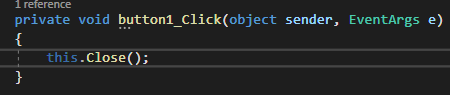 1 reference
private void button1_Click(object sender, EventArgs e)
{
    this.Close();
}